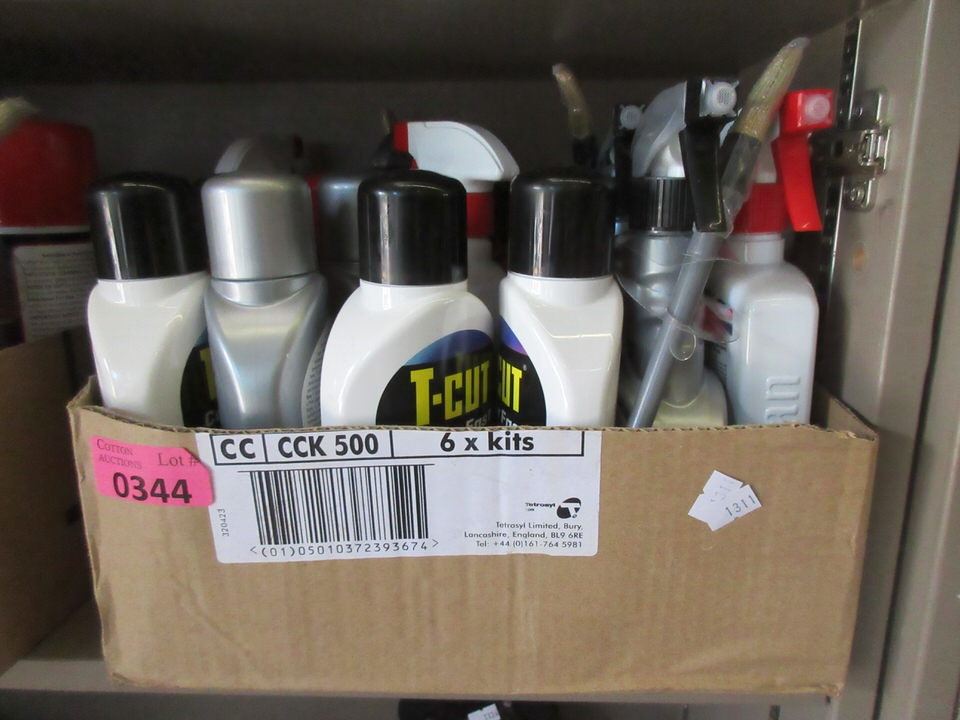 T-CUT
CUT
CC CCK 500 6 x kits
COTTON
AUCTIONS Lot #
0344
320423
<(01)05010372393674>
Tetrosyl
Tetrosyl Limited, Bury,
Lancashire, England, BL9 6RE
Tel: +44 (0)161-764 5981
1311